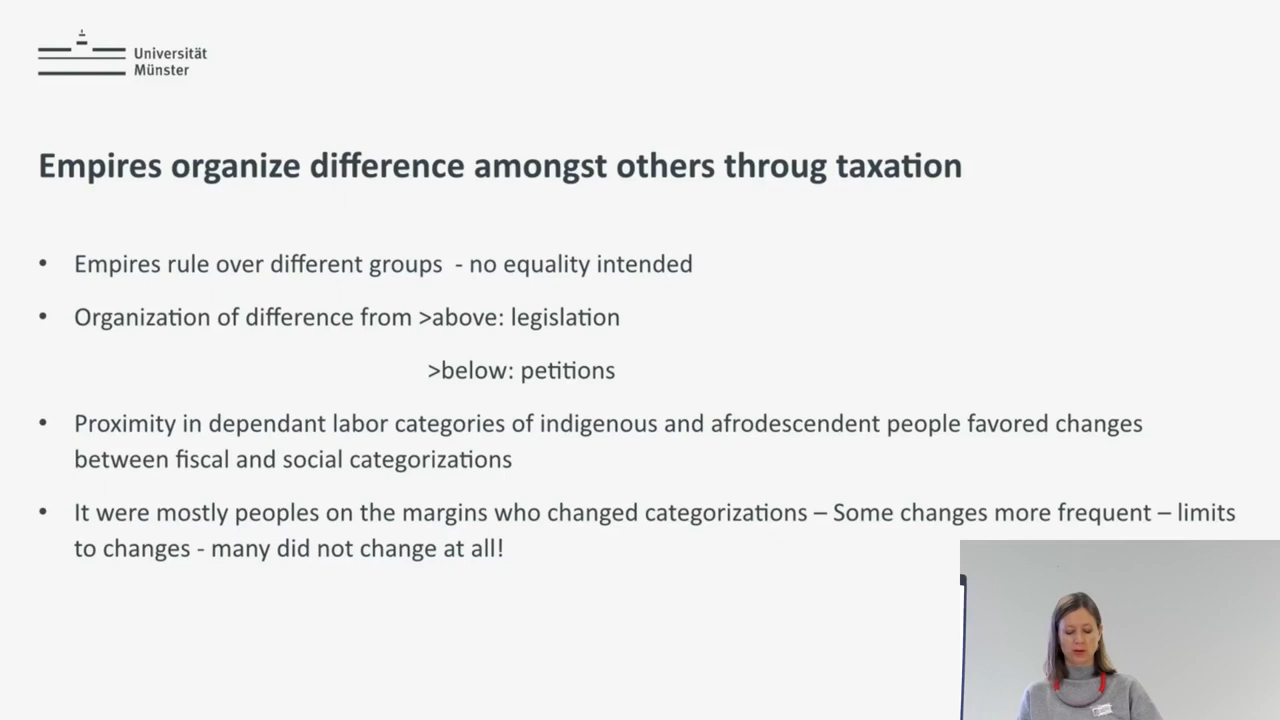 Universität
Münster
Empires organize difference amongst others throug taxation
• Empires rule over different groups - no equality intended
• Organization of difference from >above: legislation
>below: petitions
• Proximity in dependant labor categories of indigenous and afrodescendent people favored changes
between fiscal and social categorizations
• It were mostly peoples on the margins who changed categorizations – Some changes more frequent – limits
to changes - many did not change at all!